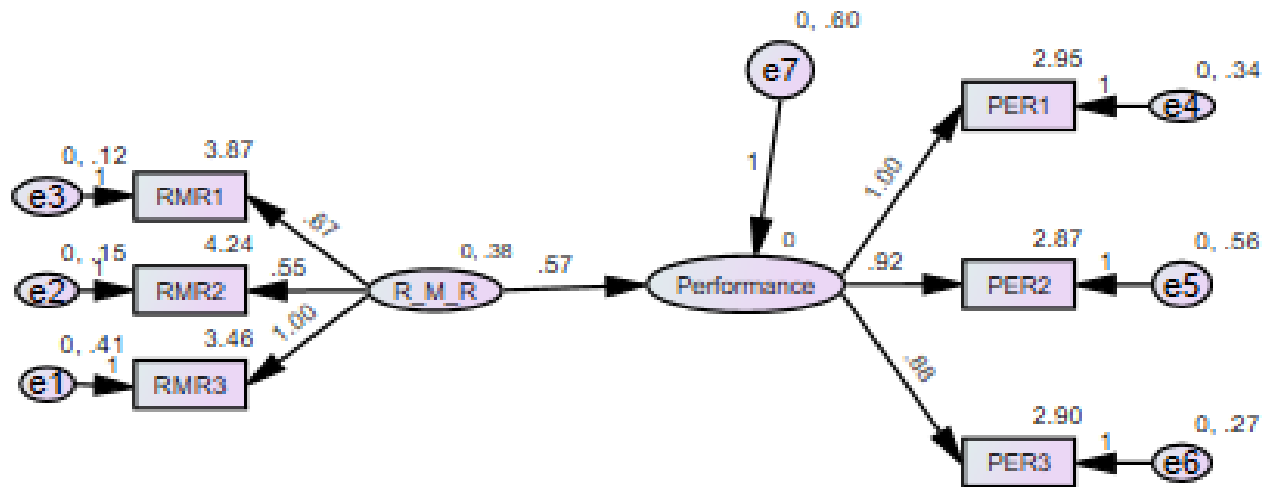 0, .60
e7
2.95
0, .34
1
PER1
e4
0, .12
3.87
1
e3
RMR1
1
1.00
.67
0, .15
4.24
1
e2
RMR2
.55
0, .38
R_M_R
.57
0
Performance
.92
2.87
0, .56
1
PER2
e5
1.00
0, .41
3.46
1
e1
RMR3
.88
2.90
0, .27
1
PER3
e6